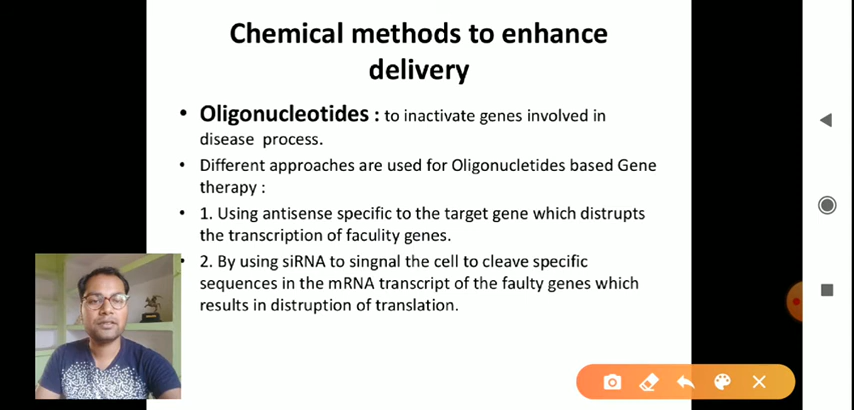 Chemical methods to enhance
delivery
• Oligonucleotides : to inactivate genes involved in
disease process.
• Different approaches are used for Oligonucletides based Gene
therapy :
• 1. Using antisense specific to the target gene which distrupts
the transcription of faculity genes.
• 2. By using siRNA to singnal the cell to cleave specific
sequences in the mRNA transcript of the faulty genes which
results in distruption of translation.